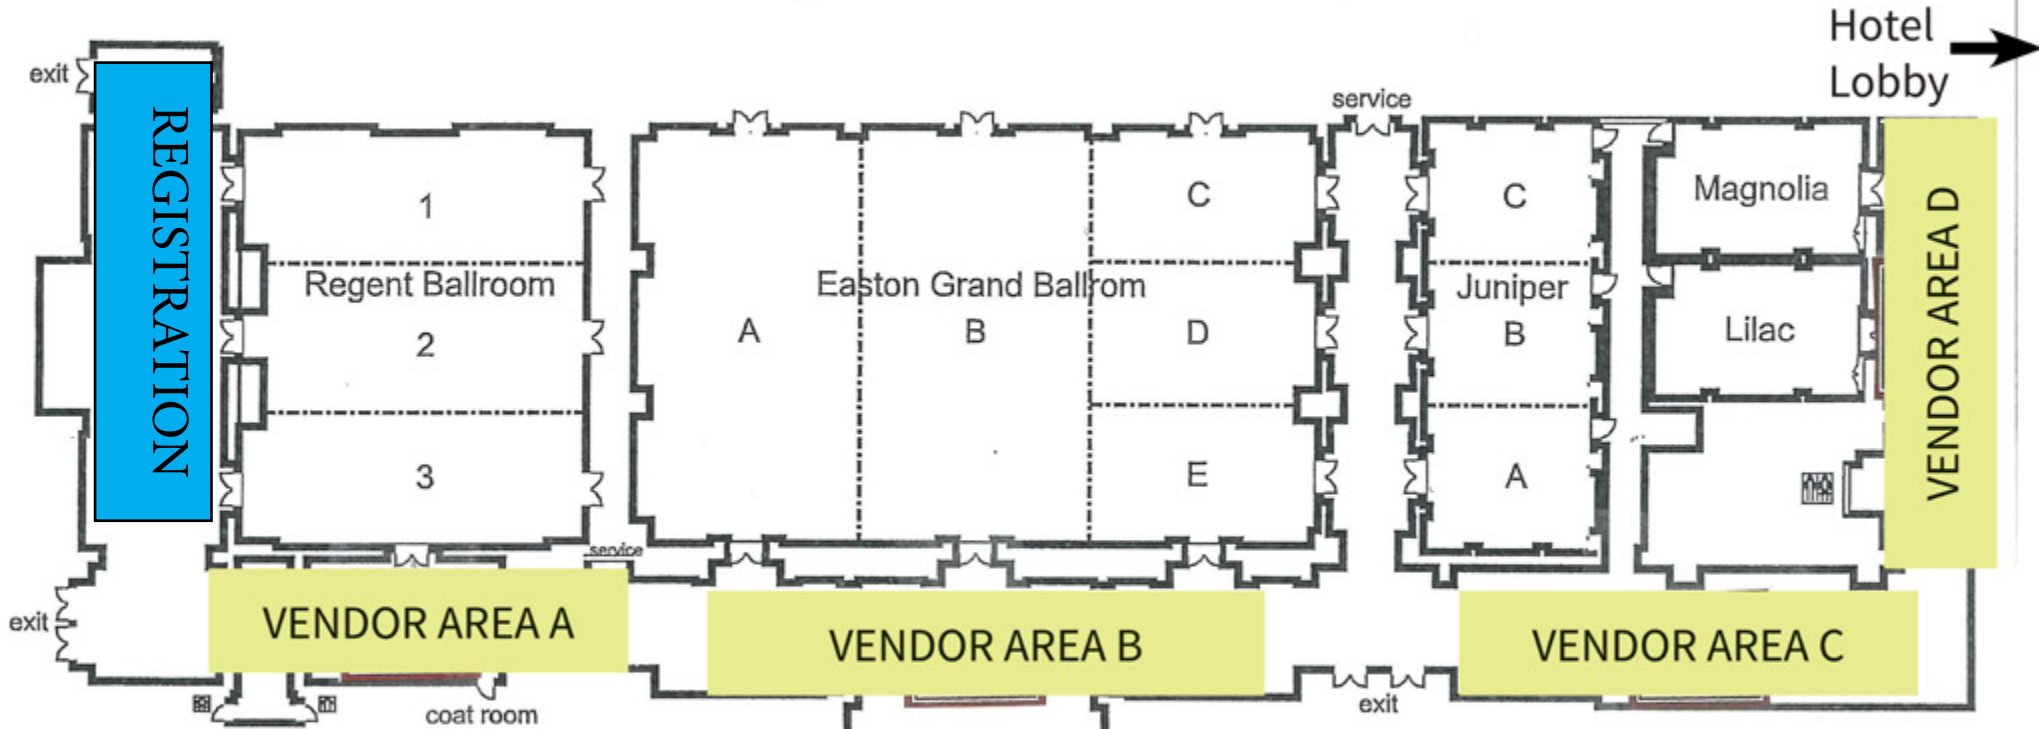 Hotel
Lobby
exit
REGISTRATION
service
1
Regent Ballroom
2
3
Easton Grand Ballrom
A
B
C
D
E
C
Juniper
B
A
Magnolia
Lilac
VENDOR AREA D
service
exit
VENDOR AREA A
VENDOR AREA B
VENDOR AREA C
coat room
exit